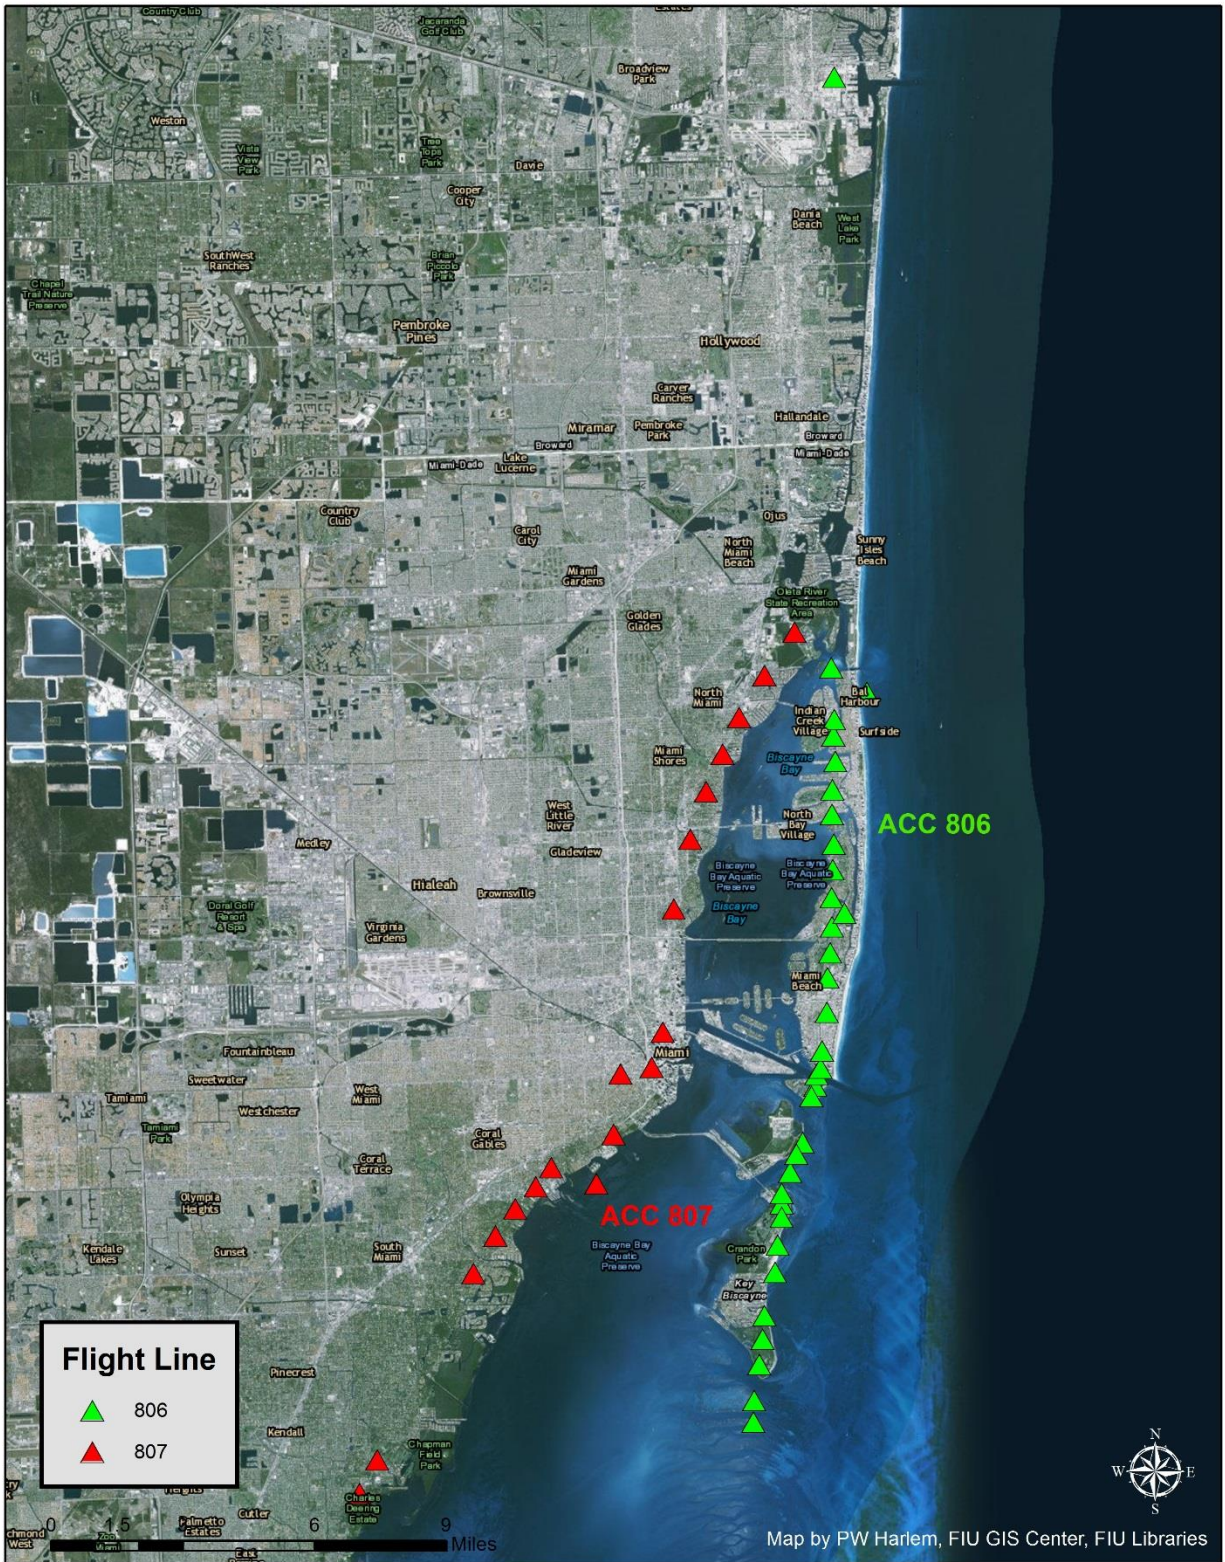 Estates
Country Club
Jacaranda
Golf Club
Broadview
Park
Weston
Vista
View
Park
Tree
Tops
Park
Davie
Cooper
City
Dania
Beach
West
Lake
Park
SouthWest
Ranches
Brian
Piccolo
Park
Chapel
Trail Nature
Preserve
Pembroke
Pines
Hollywood
Carver
Ranches
Hallandale
Miramar
Pembroke
Park
Broward
Broward
Miami-Dade
Miami-Dade
Lake
Lucerne
Country
Club
Carol
City
Ojus
North
Miami
Beach
Sunny
Isles
Beach
Miami
Gardens
Oleta River
State Recreation
Area
Golden
Glades
North
Miami
Bal
Harbour
Indian
Creek
Village
Surfside
Miami
Shores
Biscayne
Bay
West
Little
River
North
Bay
Village
ACC 806
Medley
Gladeview
Biscayne
Bay Aquatic
Preserve
Biscayne
Bay Aquatic
Preserve
Hialeah
Brownsville
Doral Golf
Resort
& Spa
Biscayne
Bay
Virginia
Gardens
Miami
Beach
Fountainbleau
Miami
Sweetwater
Tamiami
West
Miami
Westchester
Tamiami
Park
Coral
Gables
Coral
Terrace
Olympia
Heights
ACC 807
Kendale
Lakes
Sunset
South
Miami
Biscayne Bay
Aquatic
Preserve
Crandon
Park
Key
Biscayne
Flight Line
806
807
Pinecrest
Kendall
Chapman
Field
Park
Heights
Charles
Deering
Estate
Cutler
Palmetto
Estates
Zoo
Miami
East
chmond
West
0 1.5 6 9
Miles
N
W E
S
Map by PW Harlem, FIU GIS Center, FIU Libraries